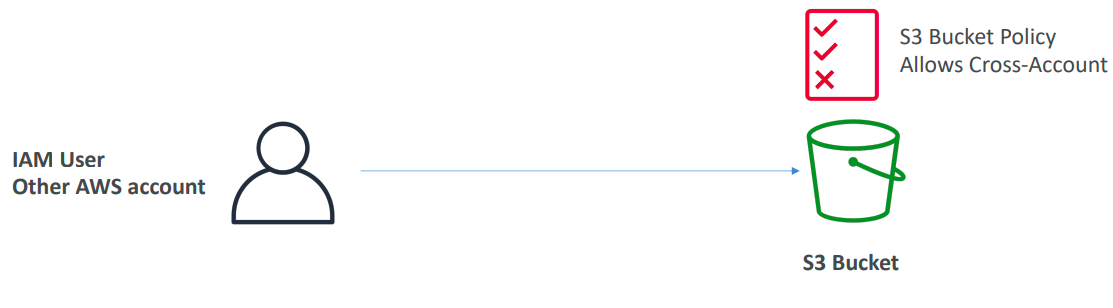 S3 Bucket Policy
Allows Cross-Account
IAM User
Other AWS account
S3 Bucket